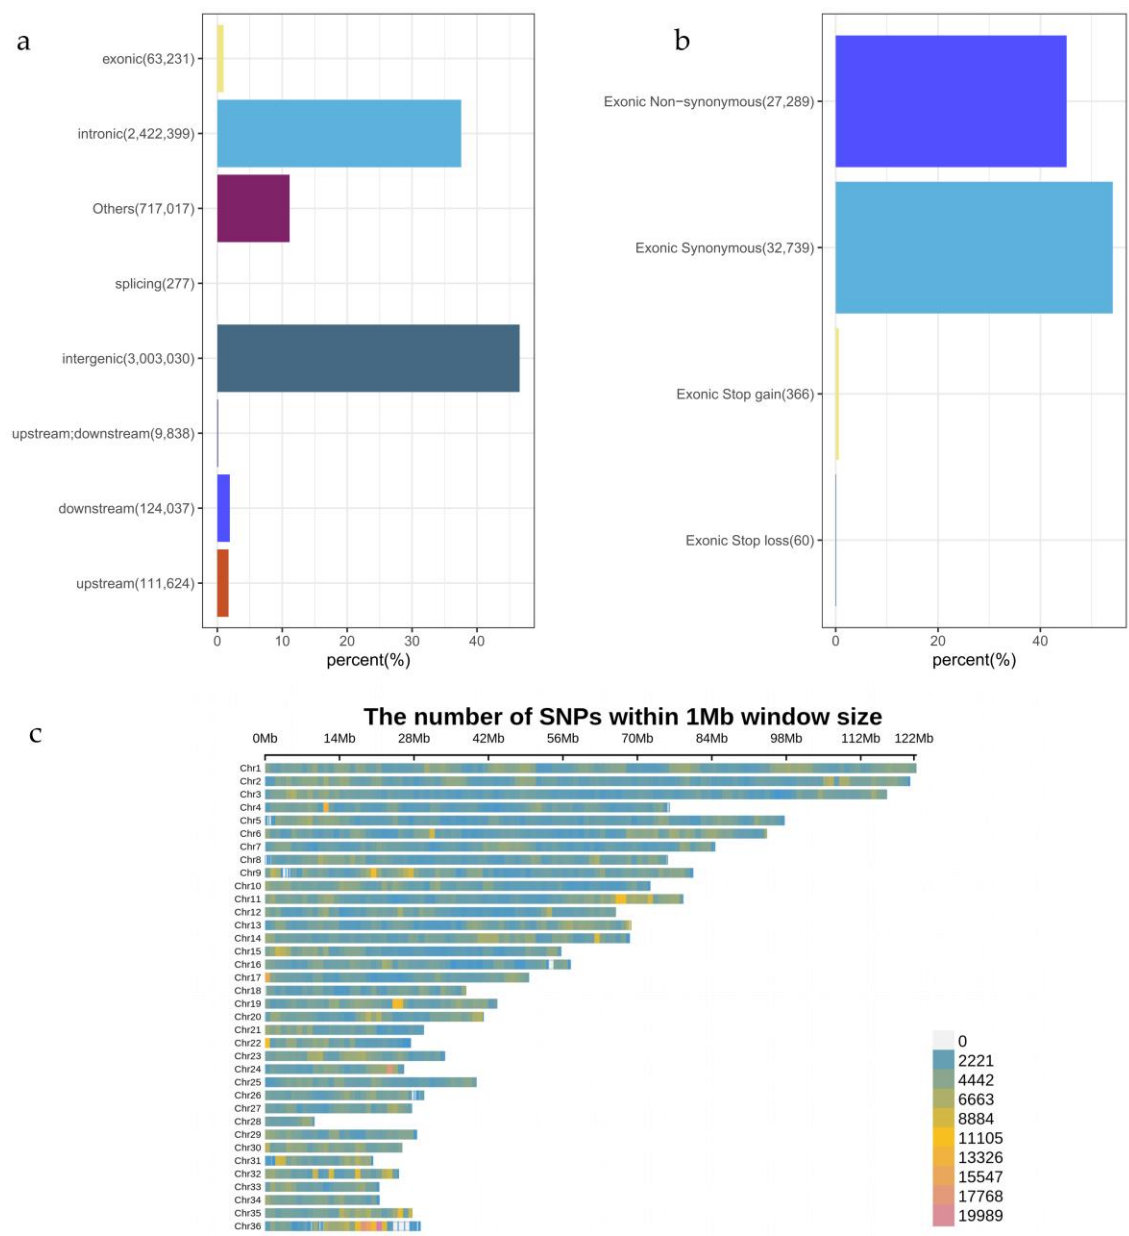 a
exonic(63,231)
intronic(2,422,399)
Others(717,017)
splicing(277)
intergenic(3,003,030)
upstream;downstream(9,838)
downstream(124,037)
upstream(111,624)
0 10 20 30 40
percent(%)
b
Exonic Non−synonymous(27,289)
Exonic Synonymous(32,739)
Exonic Stop gain(366)
Exonic Stop loss(60)
0 20 40
percent(%)
c
The number of SNPs within 1Mb window size
0Mb 14Mb 28Mb 42Mb 56Mb 70Mb 84Mb 98Mb 112Mb 122Mb
Chr1
Chr2
Chr3
Chr4
Chr5
Chr6
Chr7
Chr8
Chr9
Chr10
Chr11
Chr12
Chr13
Chr14
Chr15
Chr16
Chr17
Chr18
Chr19
Chr20
Chr21
Chr22
Chr23
Chr24
Chr25
Chr26
Chr27
Chr28
Chr29
Chr30
Chr31
Chr32
Chr33
Chr34
Chr35
Chr36
0
2221
4442
6663
8884
11105
13326
15547
17768
19989